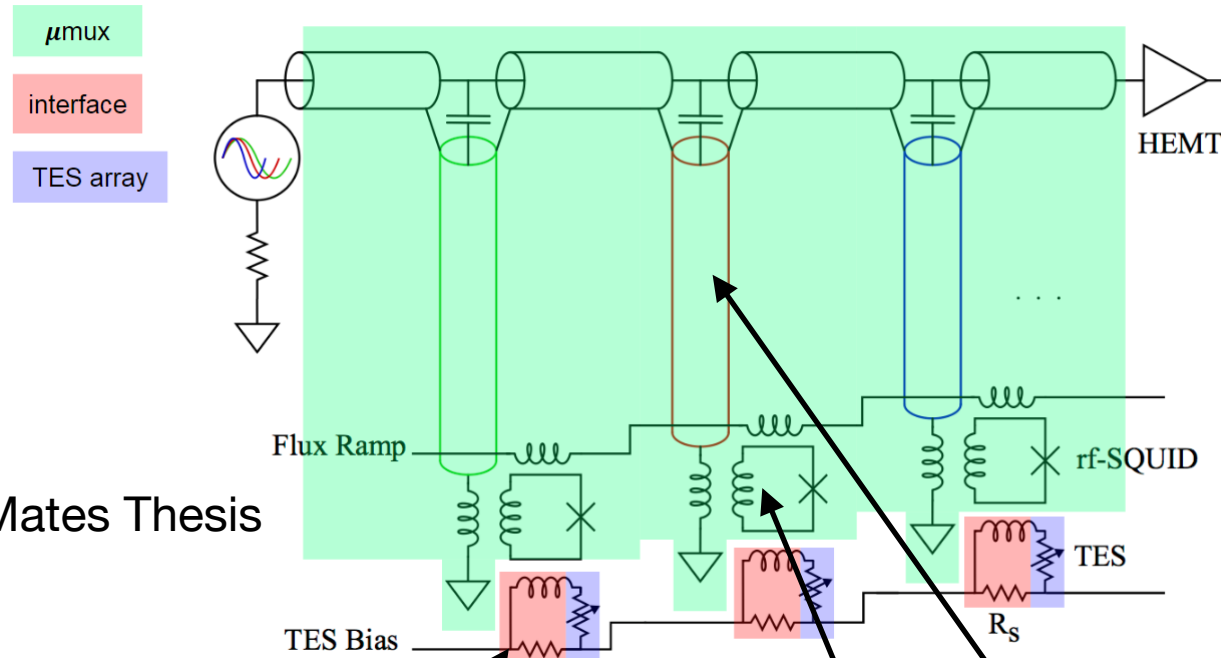 μmux
interface
TES array
HEMT
. . .
Flux Ramp
rf-SQUID
Mates Thesis
TES
TES Bias
R_S